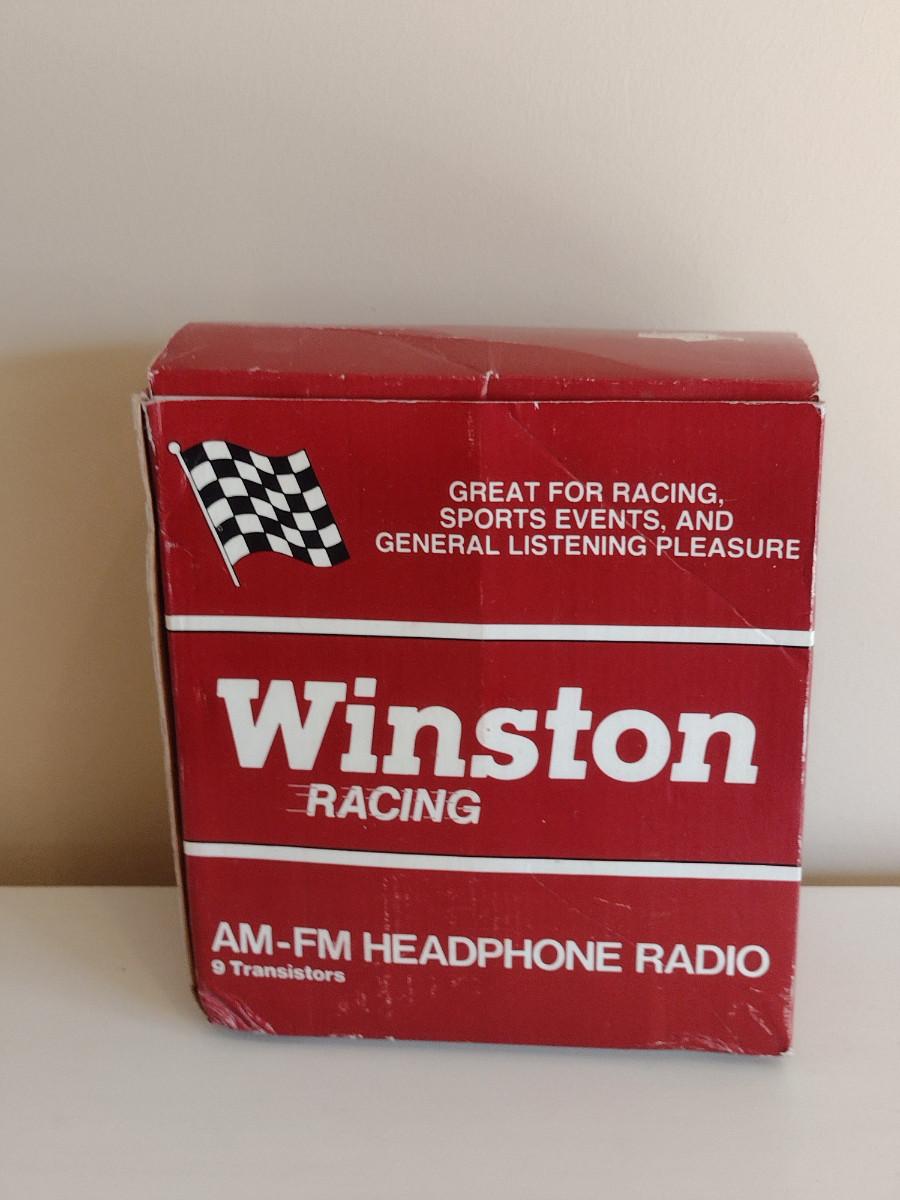 GREAT FOR RACING,
SPORTS EVENTS, AND
GENERAL LISTENING PLEASURE
Winston
RACING
AM-FM HEADPHONE RADIO
9 Transistors